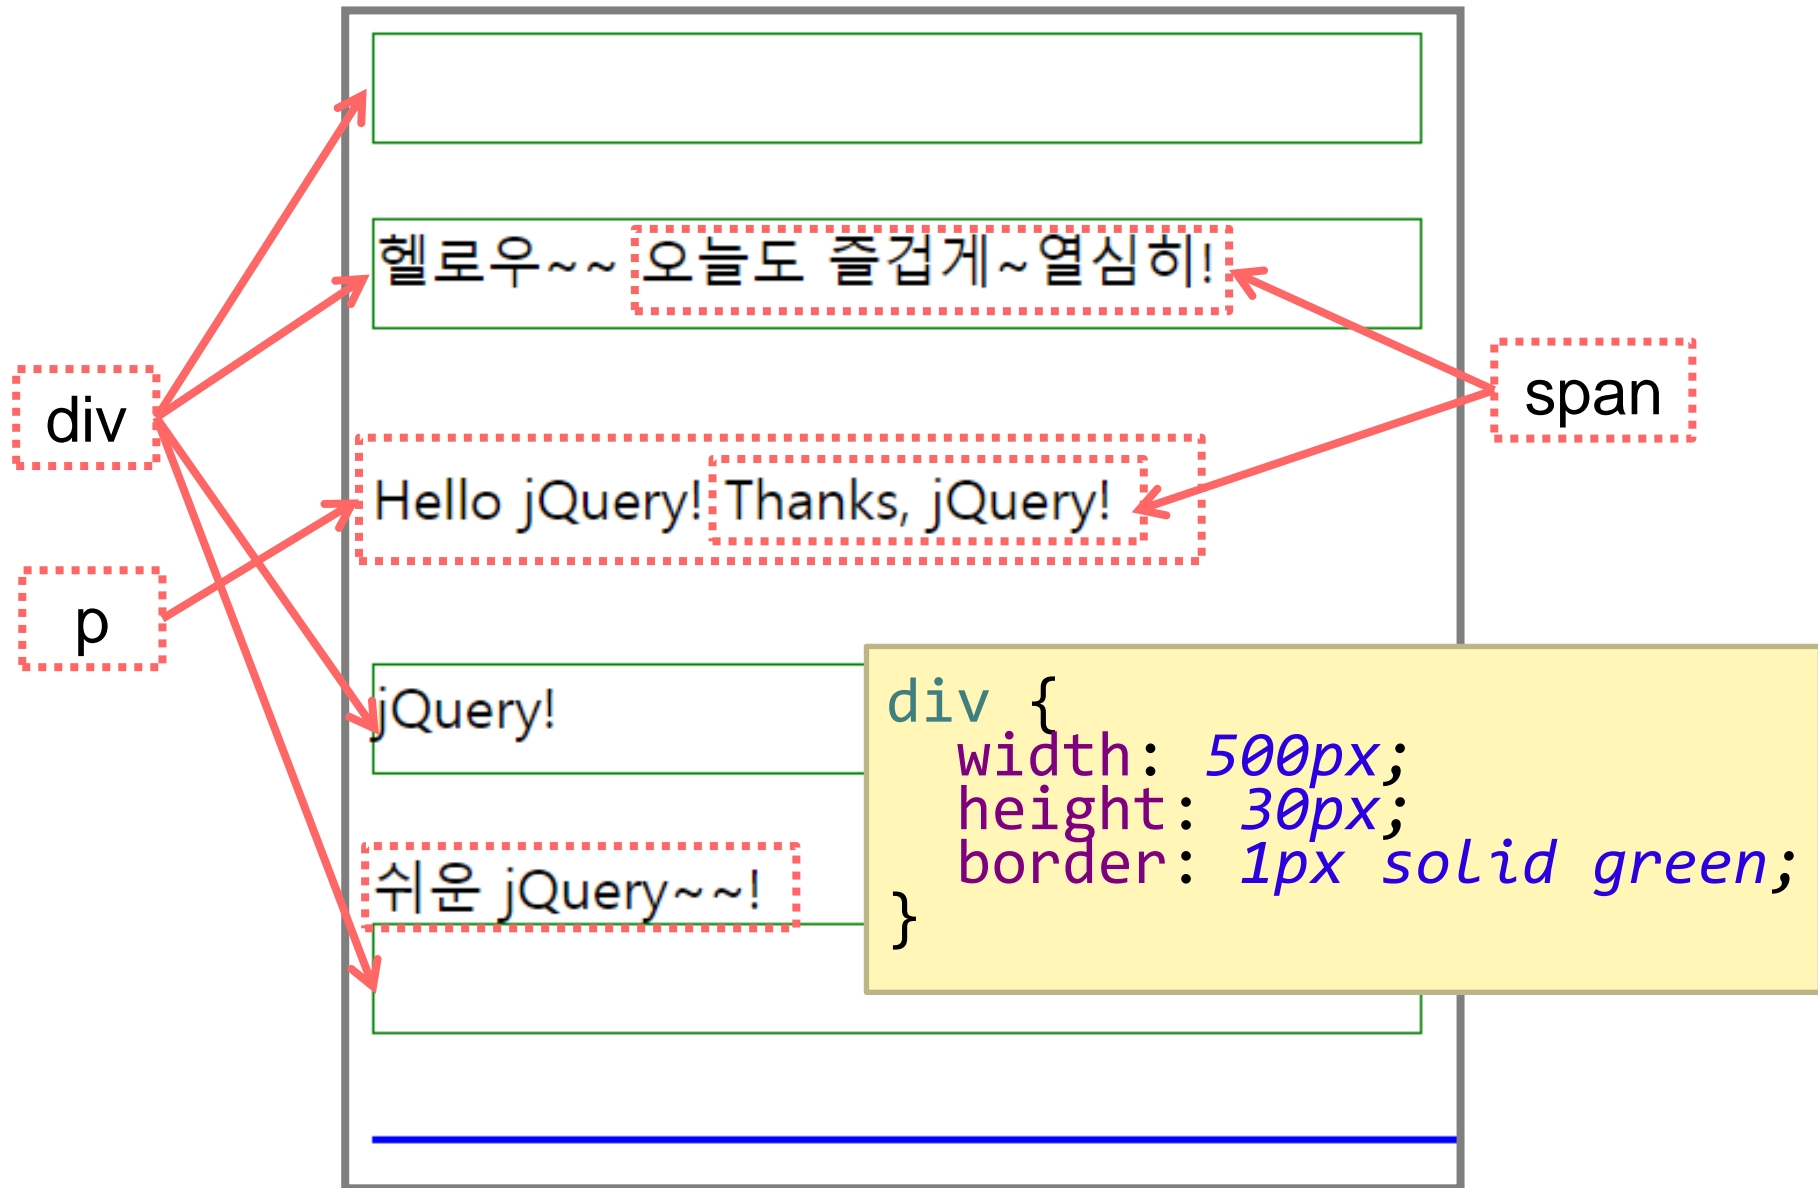 헬로우~~ 오늘도 즐겁게~열심히!
div
span
Hello jQuery! Thanks, jQuery!
p
jQuery!
div {
width: 500px;
height: 30px;
border: 1px solid green;
}
쉬운 jQuery~~!